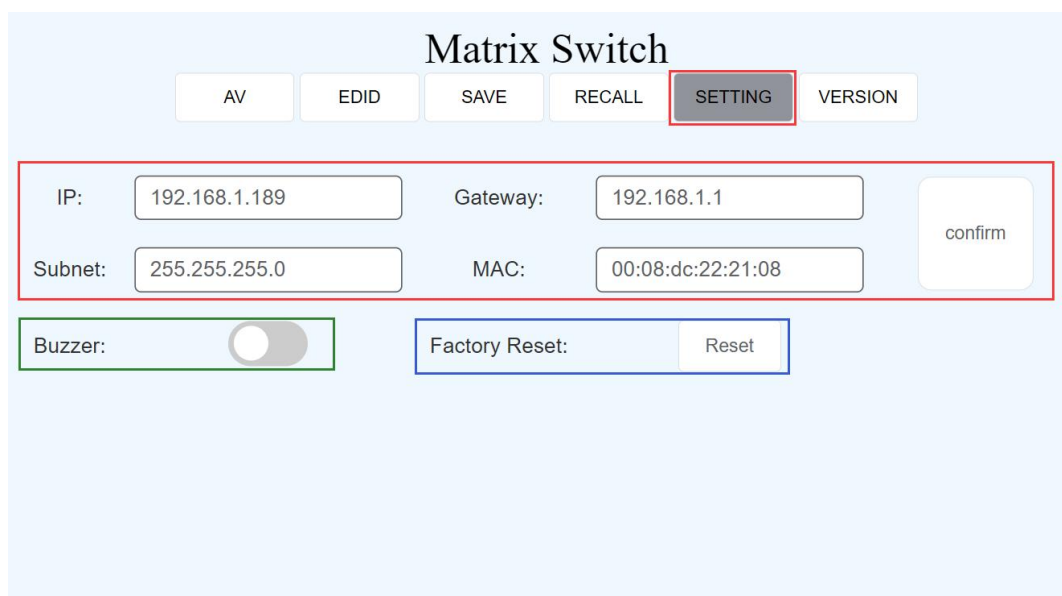 Matrix Switch
AV EDID SAVE RECALL SETTING VERSION
IP: 192.168.1.189 Gateway: 192.168.1.1
confirm
Subnet: 255.255.255.0 MAC: 00:08:dc:22:21:08
Buzzer: Factory Reset: Reset